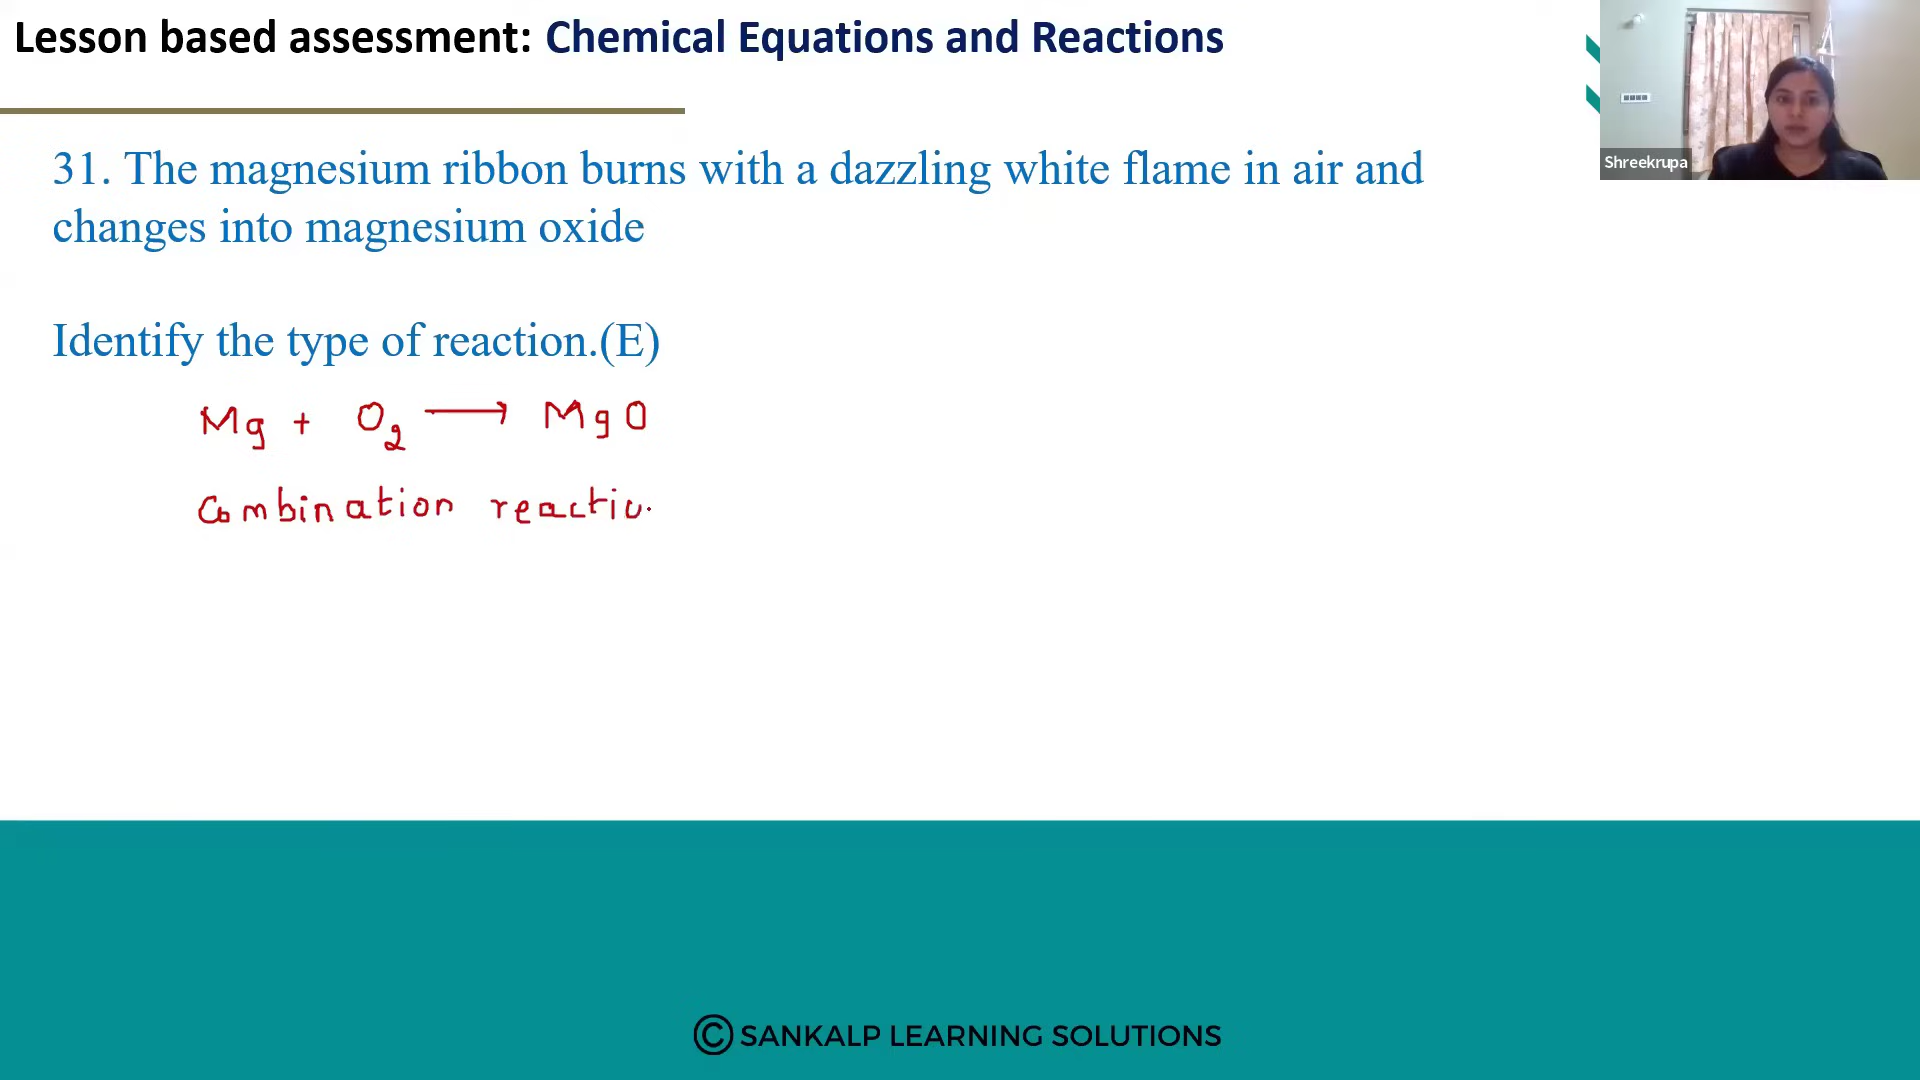 Lesson based assessment: Chemical Equations and Reactions
Shreekrupa
31. The magnesium ribbon burns with a dazzling white flame in air and
changes into magnesium oxide
Identify the type of reaction.(E)
Mg + O₂ ⟶ MgO
Combination reactio
© SANKALP LEARNING SOLUTIONS